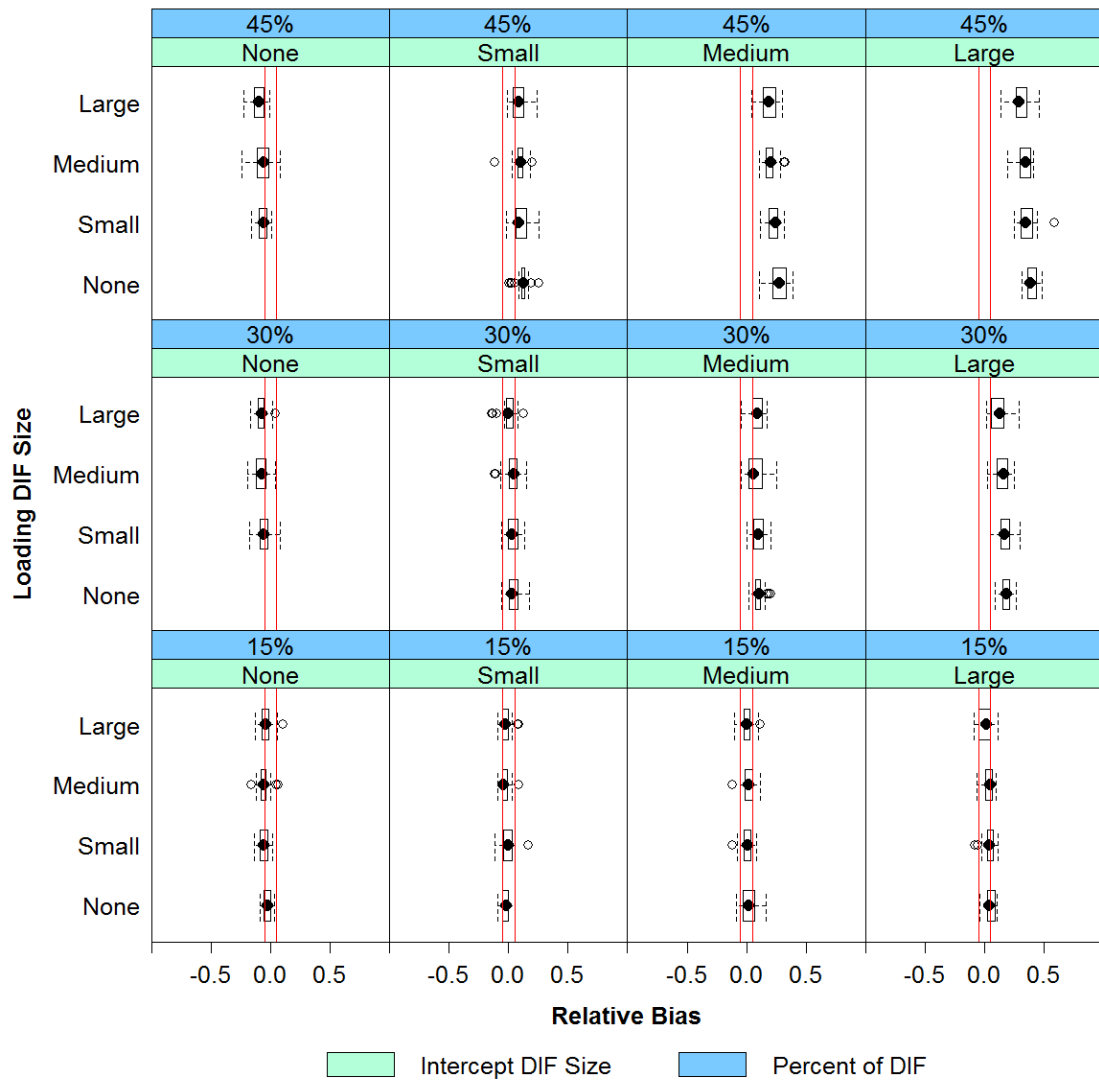 45% 45% 45% 45%
None Small Medium Large
Large
Medium
Small
None
30% 30% 30% 30%
None Small Medium Large
Large
Medium
Small
None
15% 15% 15% 15%
None Small Medium Large
Large
Medium
Small
None
Loading DIF Size
-0.5 0.0 0.5 -0.5 0.0 0.5 -0.5 0.0 0.5 -0.5 0.0 0.5
Relative Bias
Intercept DIF Size Percent of DIF